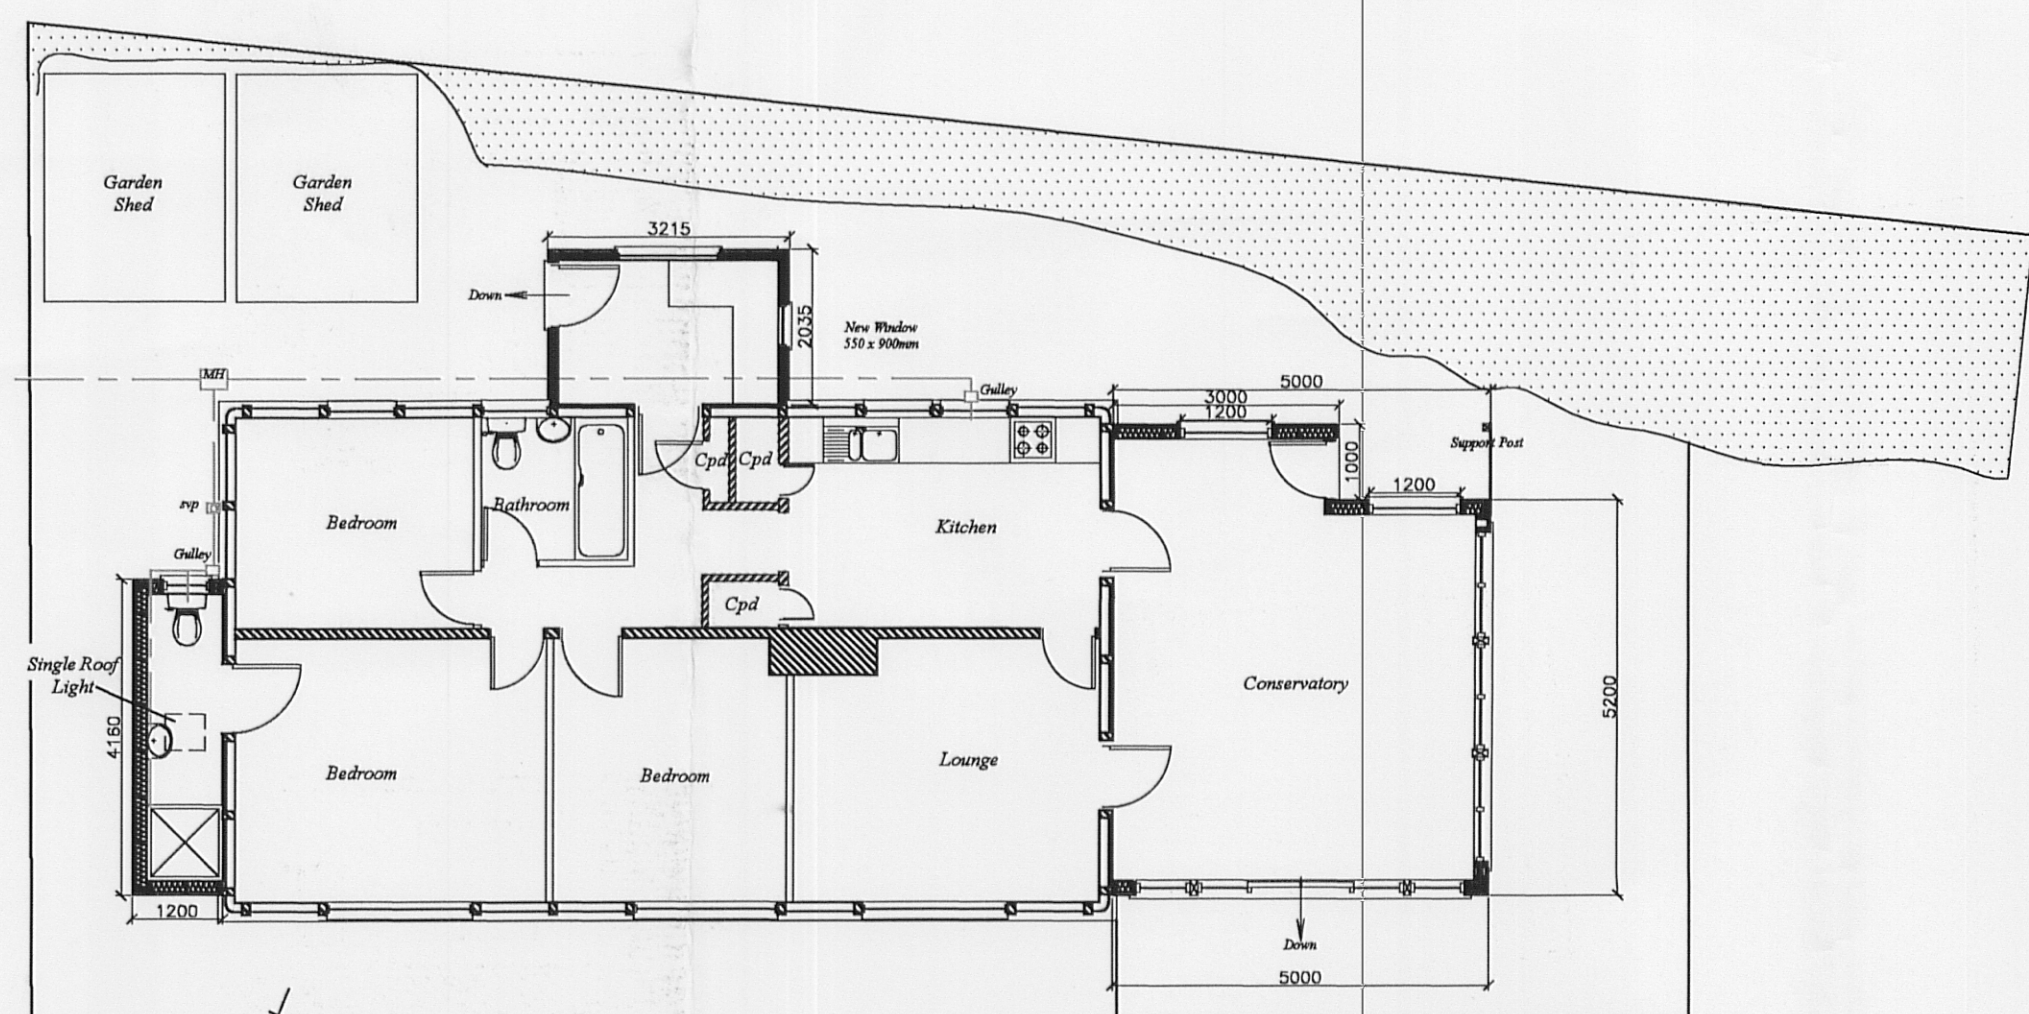 Garden
Shed
Garden
Shed
3215
Down
2035
New Window
550 x 900mm
MH
Gulley
5000
3000
1200
Support Post
1000
1200
Cpd
Cpd
svp
Bedroom
Bathroom
Kitchen
Gulley
Cpd
Single Roof
Light
4160
Conservatory
5200
Bedroom
Bedroom
Lounge
1200
Down
5000